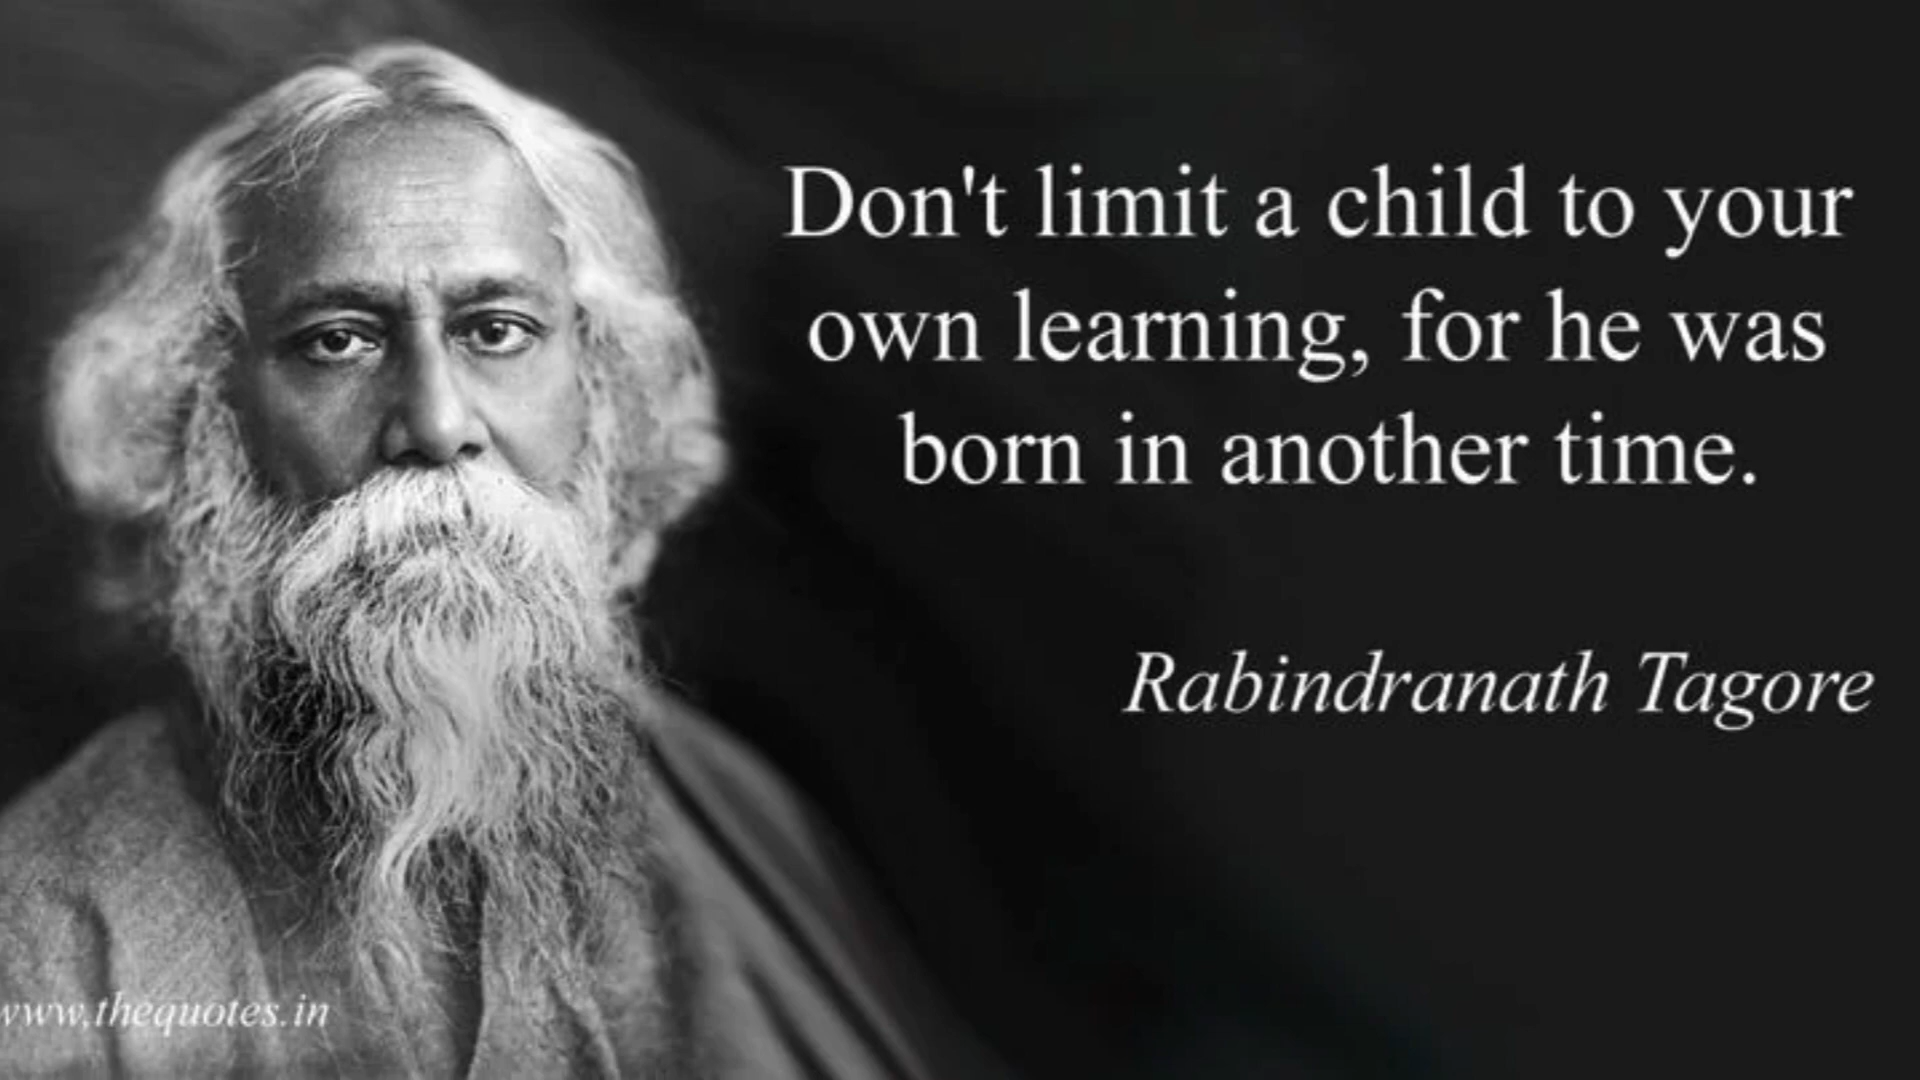 Don't limit a child to your
own learning, for he was
born in another time.
Rabindranath Tagore
www.thequotes.in